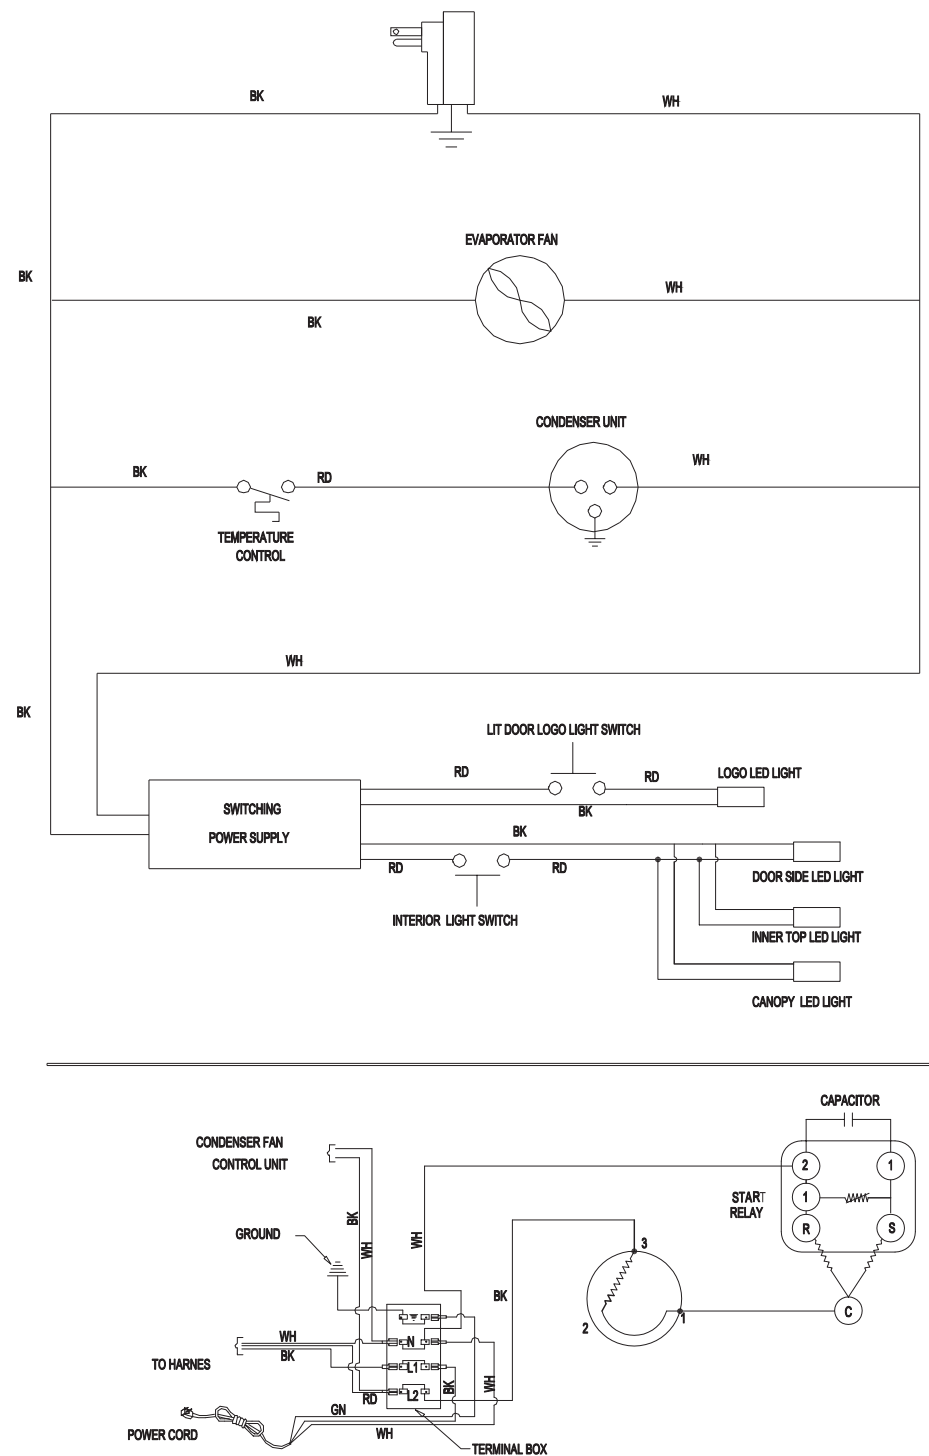 BK
WH
EVAPORATOR FAN
BK
WH
BK
CONDENSER UNIT
BK
RD
WH
TEMPERATURE
CONTROL
WH
BK
LIT DOOR LOGO LIGHT SWITCH
RD
RD
LOGO LED LIGHT
SWITCHING
POWER SUPPLY
BK
BK
RD
RD
DOOR SIDE LED LIGHT
INTERIOR LIGHT SWITCH
INNER TOP LED LIGHT
CANOPY LED LIGHT
CAPACITOR
CONDENSER FAN
CONTROL UNIT
2
1
START
RELAY
1
R
S
BK
WH
WH
GROUND
3
BK
C
2
1
WH
BK
N
L1
L2
TO HARNES
RD
BK
WH
GN
WH
POWER CORD
TERMINAL BOX